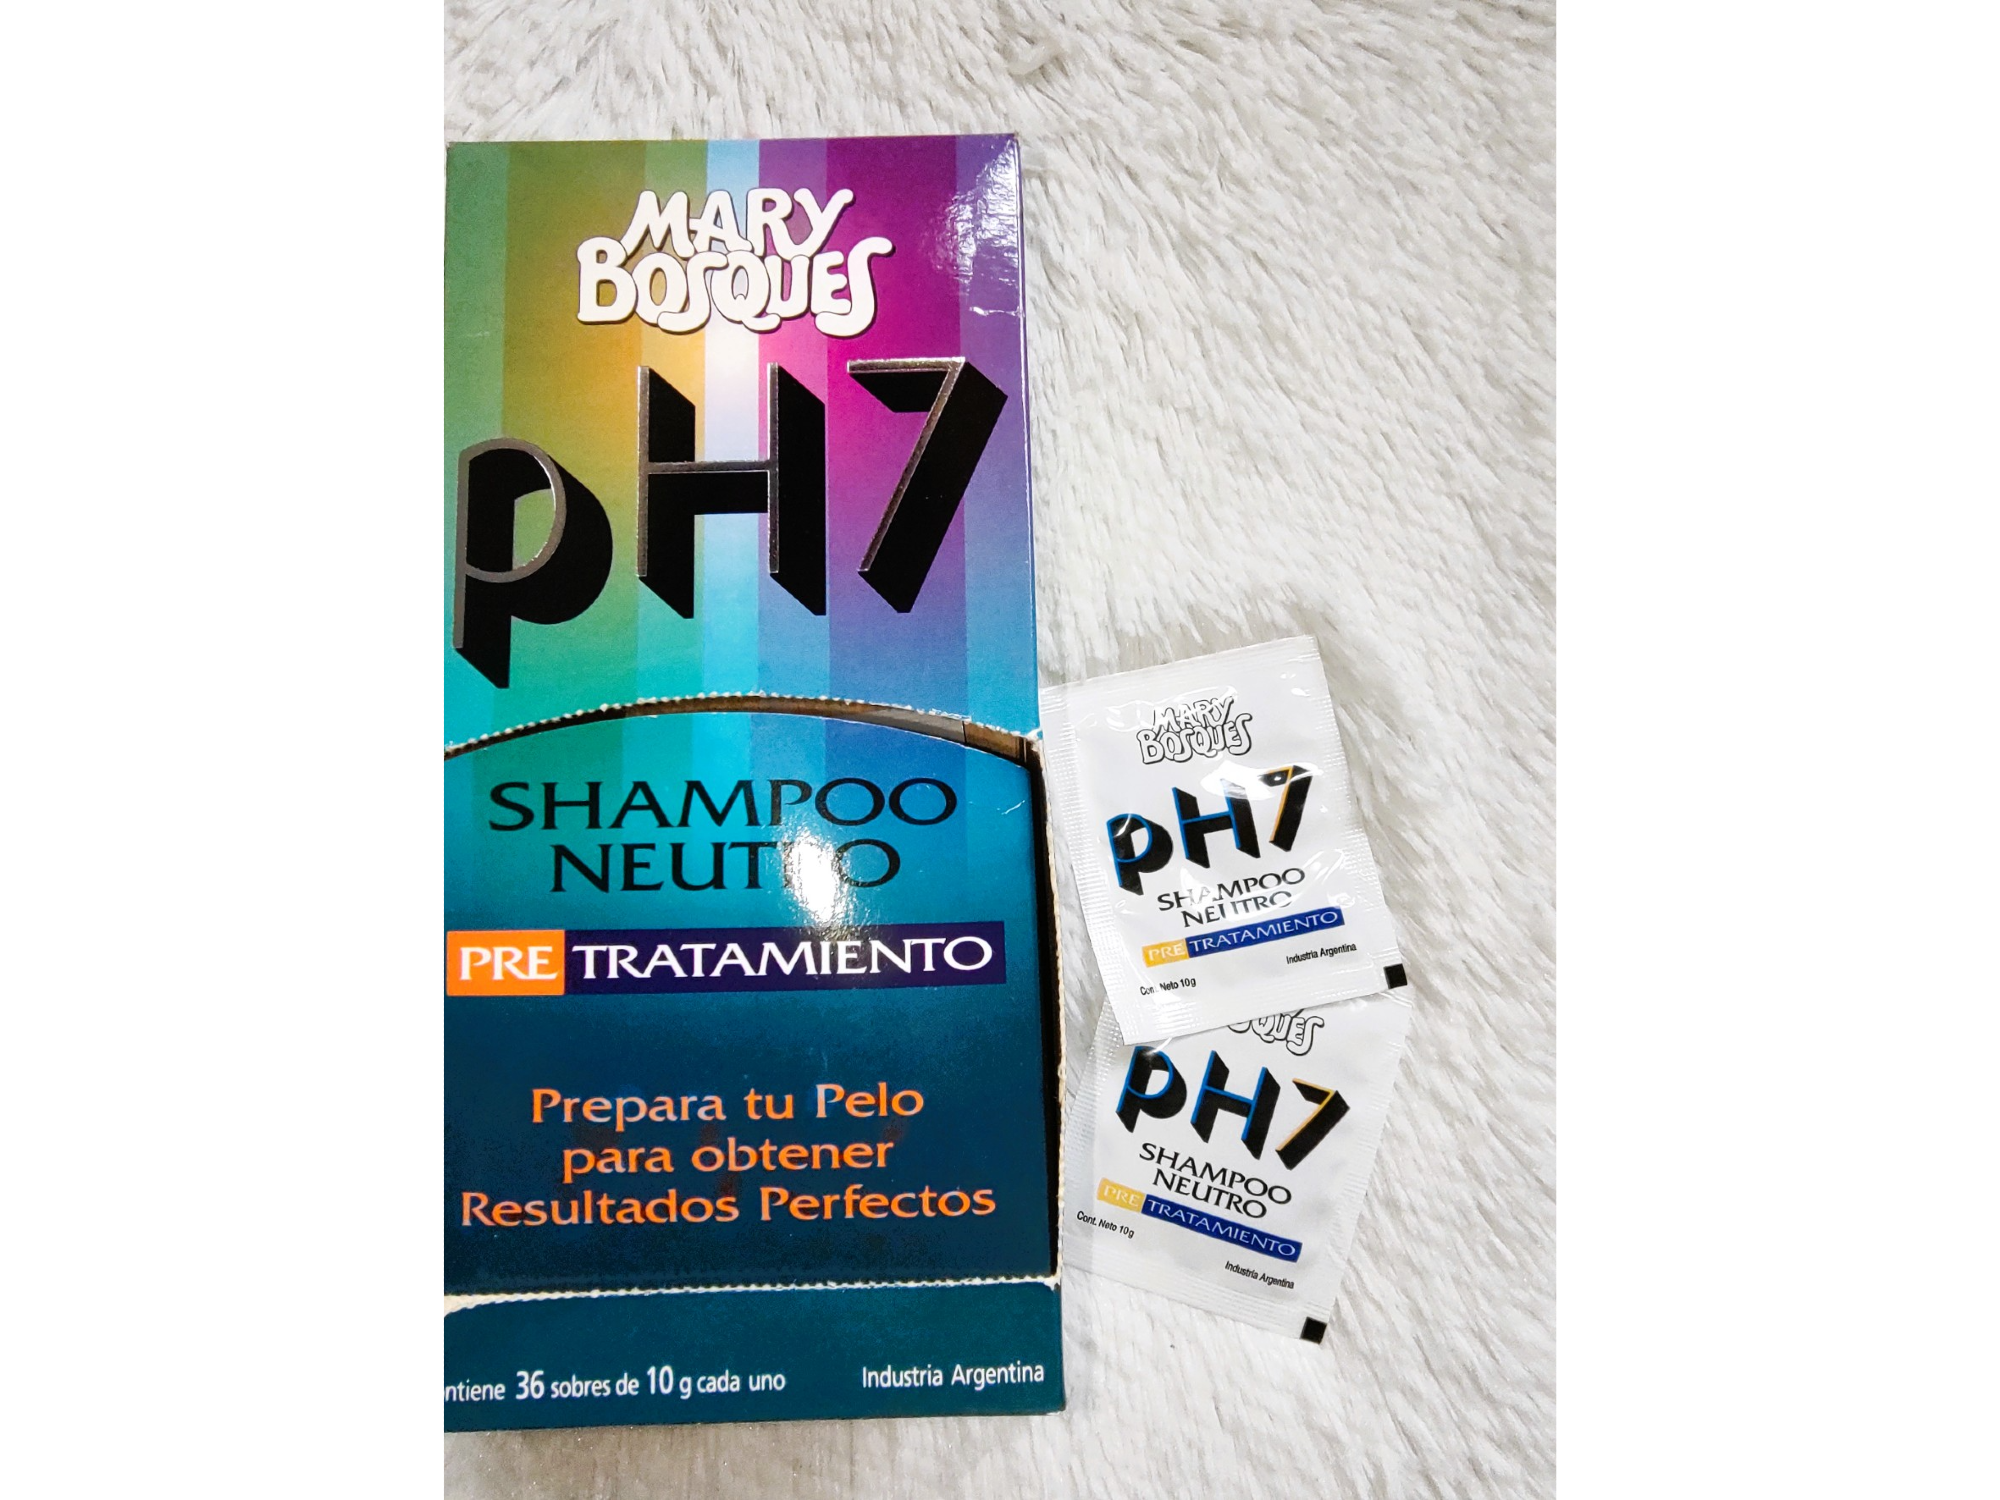 MARY
BOSQUES
pH7
SHAMPOO
NEUTRO
PRE TRATAMIENTO
Prepara tu Pelo
para obtener
Resultados Perfectos
ntiene 36 sobres de 10 g cada uno
Industria Argentina
MARY
BOSQUES
pH7
SHAMPOO
NEUTRO
PRE TRATAMIENTO
Industria Argentina
Con. Neto 10g
QUES
pH7
SHAMPOO
NEUTRO
PRE TRATAMIENTO
Cont. Neto 10g
Industria Argentina